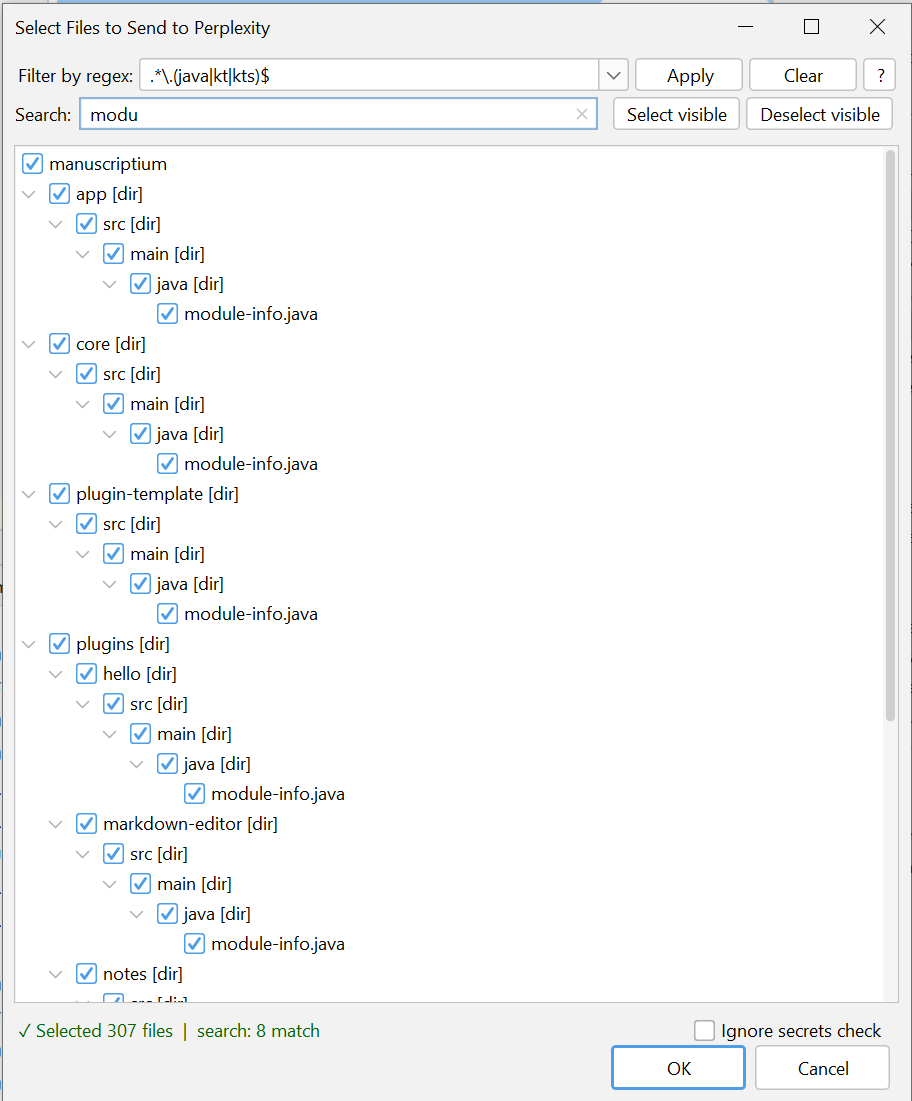 Select Files to Send to Perplexity
Filter by regex: .*\.(java|kt|kts)$ Apply Clear ?
Search: modu Select visible Deselect visible
manuscriptium
app [dir]
src [dir]
main [dir]
java [dir]
module-info.java
core [dir]
src [dir]
main [dir]
java [dir]
module-info.java
plugin-template [dir]
src [dir]
main [dir]
java [dir]
module-info.java
plugins [dir]
hello [dir]
src [dir]
main [dir]
java [dir]
module-info.java
markdown-editor [dir]
src [dir]
main [dir]
java [dir]
module-info.java
notes [dir]
src [dir]
✓ Selected 307 files | search: 8 match Ignore secrets check
OK Cancel